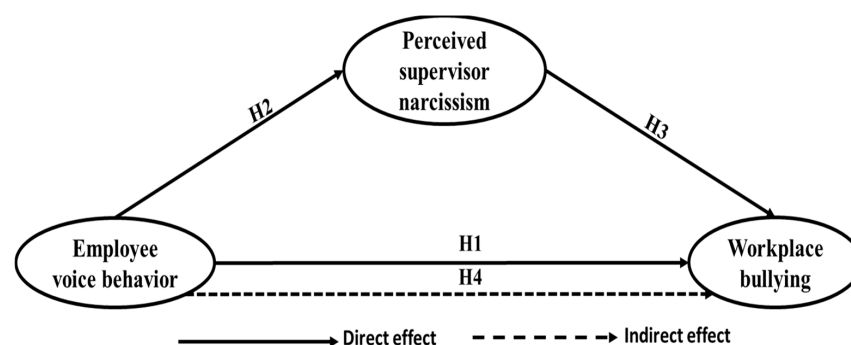 Perceived
supervisor
narcissism
H2
H3
Employee
voice behavior
H1
H4
Workplace
bullying
Direct effect
Indirect effect